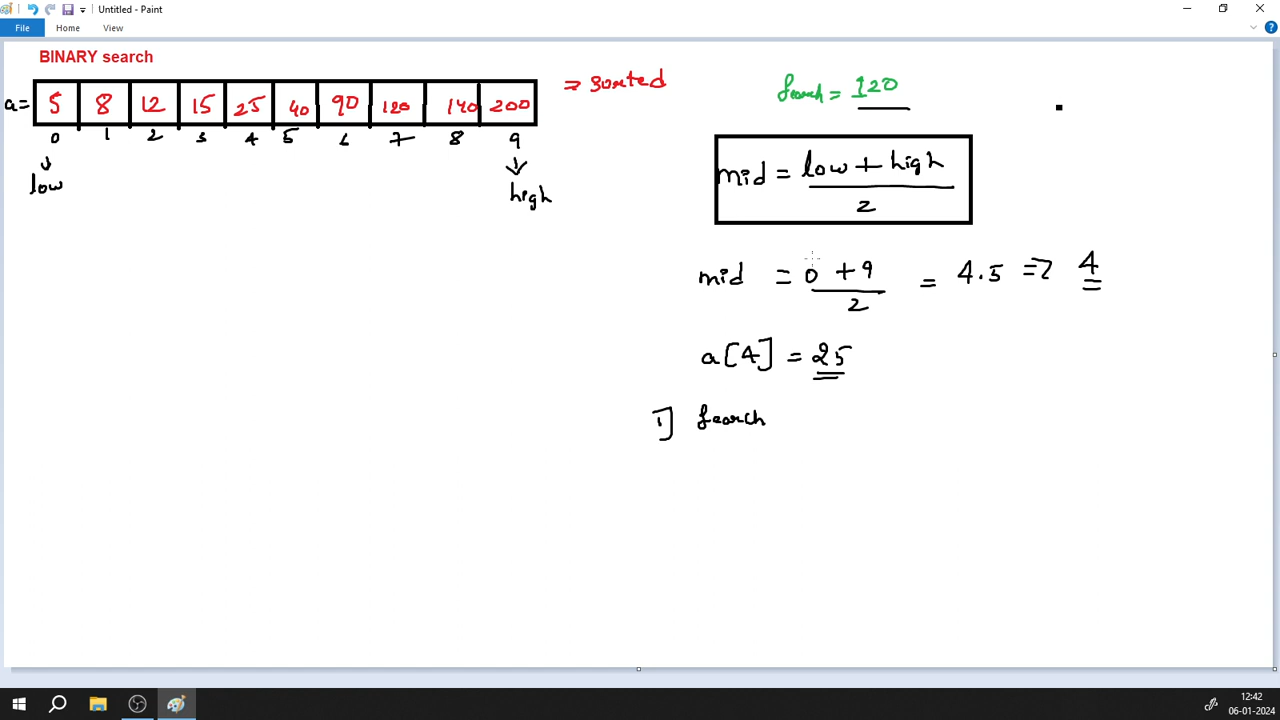 Untitled - Paint
File Home View
BINARY search
a= 5 8 12 15 25 40 90 120 140 200
0 1 2 3 4 5 6 7 8 9
low high
=> sorted
Search = 120
mid = low + high
2
mid = 0 + 9 = 4.5 => 4
2
a[4] = 25
1] Search
12:42
06-01-2024